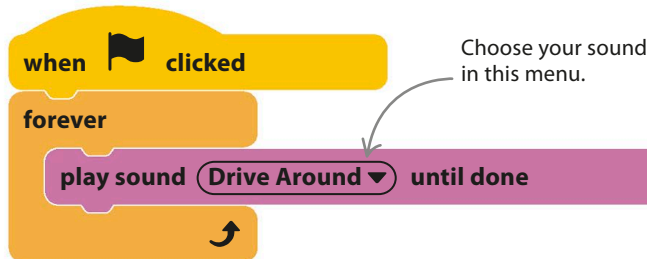 when clicked
Choose your sound
in this menu.
forever
play sound Drive Around until done